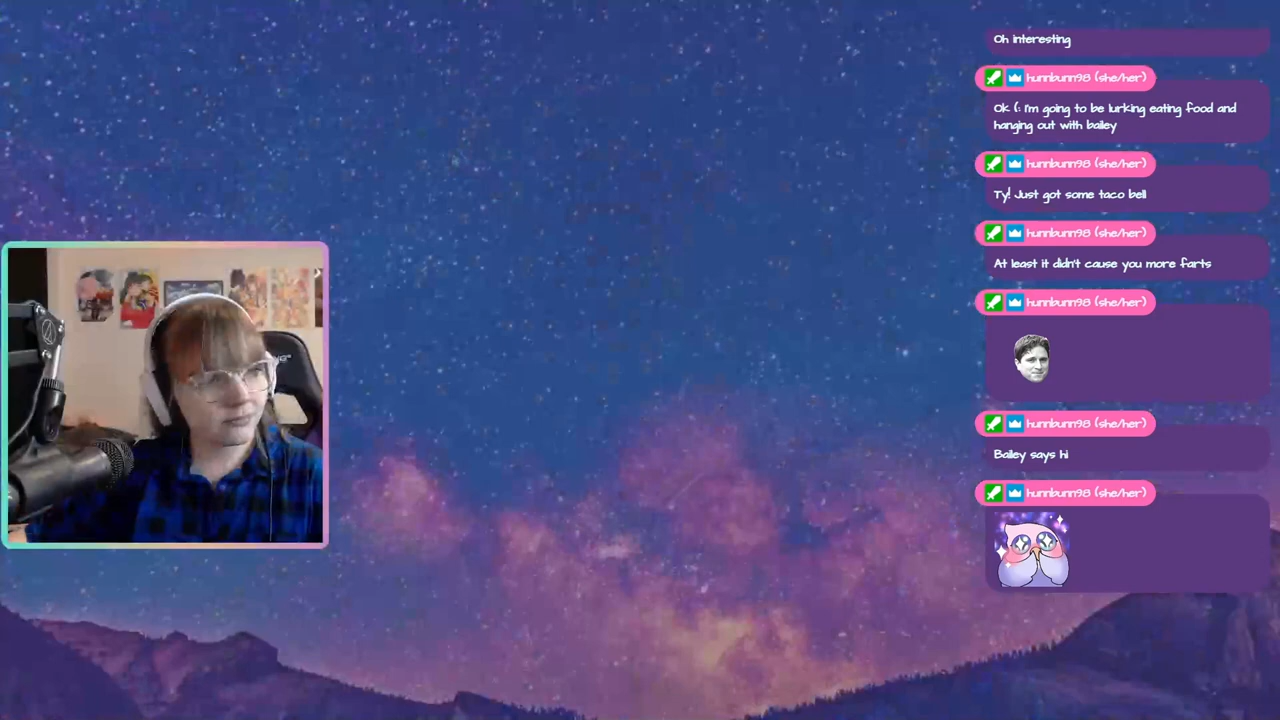 Oh interesting
hunnbunn98 (she/her)
Ok (: I'm going to be lurking eating food and
hanging out with bailey
hunnbunn98 (she/her)
Ty! Just got some taco bell
hunnbunn98 (she/her)
At least it didn't cause you more farts
hunnbunn98 (she/her)
hunnbunn98 (she/her)
Bailey says hi
hunnbunn98 (she/her)